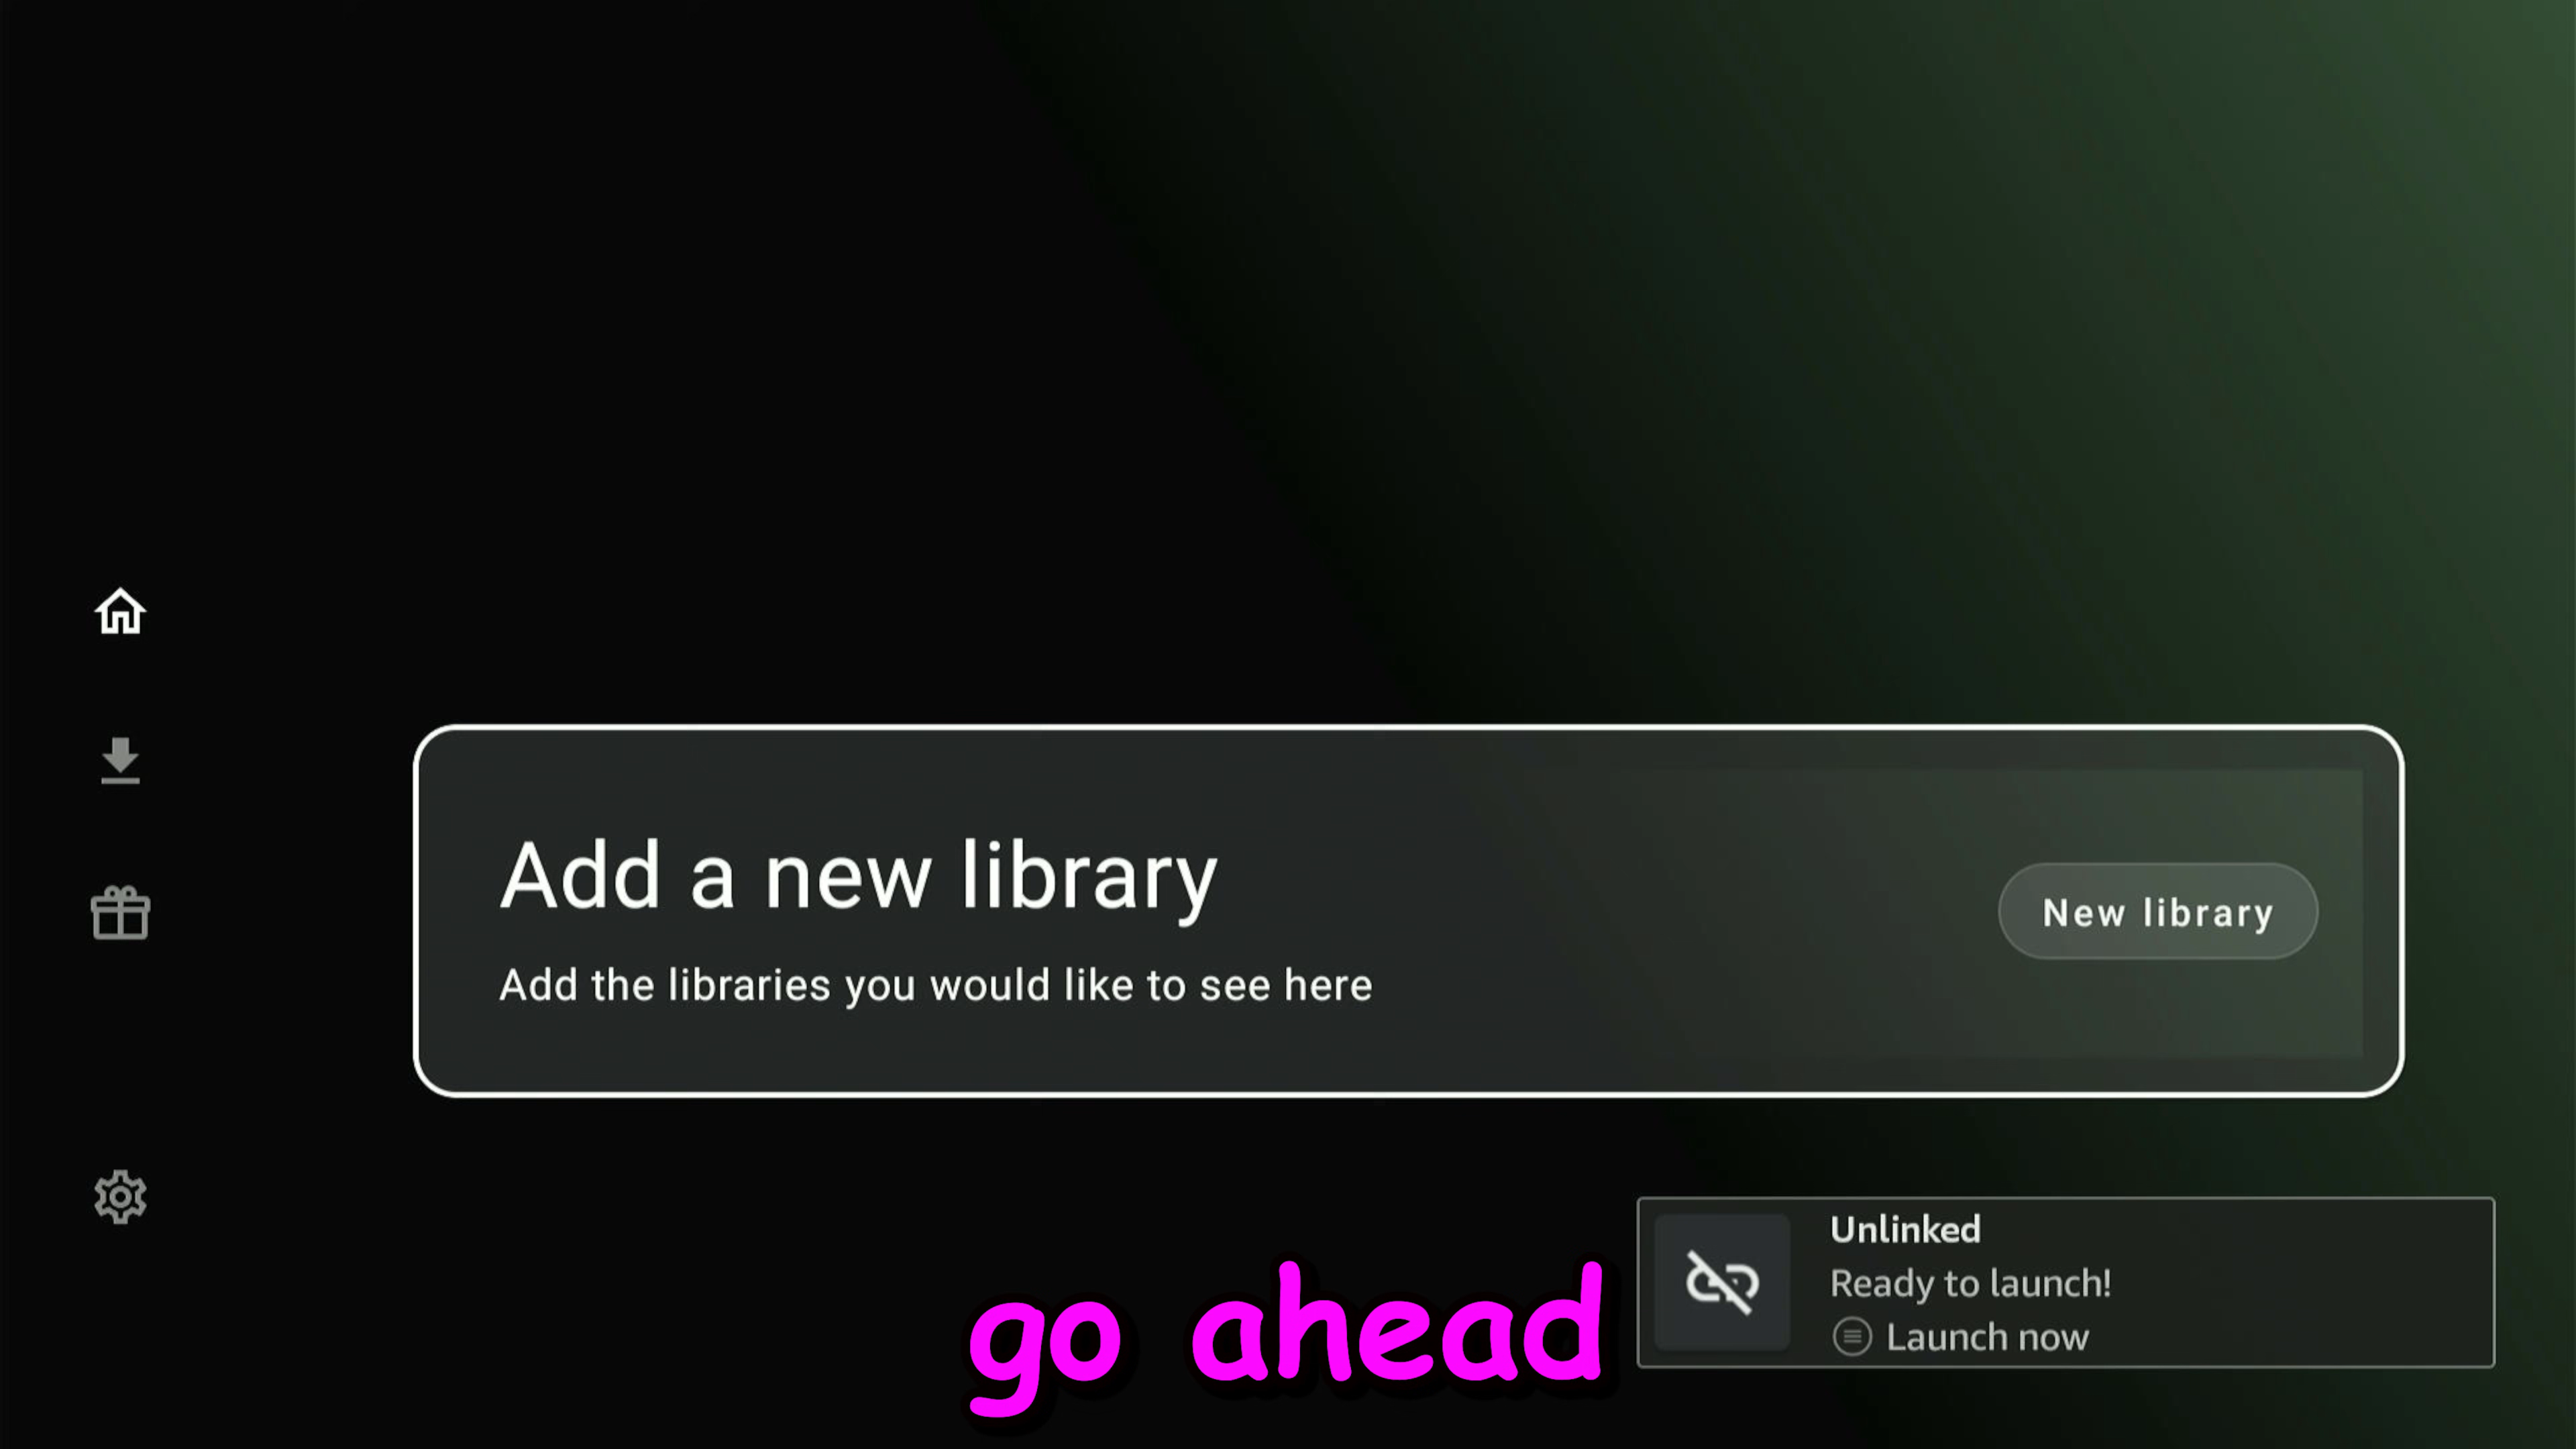 Add a new library
Add the libraries you would like to see here
New library
Unlinked
Ready to launch!
Launch now
go ahead